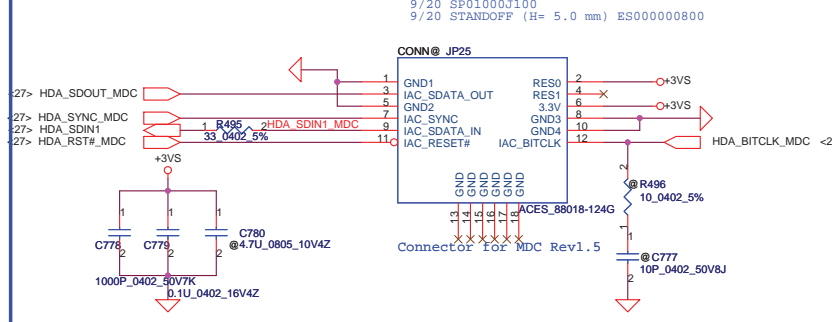 9/20 SP01000J100
9/20 STANDOFF (H= 5.0 mm) ES000000800
CONN@ JP25
1 GND1 RES0 2 +3VS
<27> HDA_SDOUT_MDC 3 IAC_SDATA_OUT RES1 4
5 GND2 3.3V 6 +3VS
<27> HDA_SYNC_MDC 7 IAC_SYNC GND3 8
<27> HDA_SDIN1 1 R495 2 HDA_SDIN1_MDC 9 IAC_SDATA_IN GND4 10
33_0402_5%
<27> HDA_RST#_MDC 11 IAC_RESET# IAC_BITCLK 12 HDA_BITCLK_MDC <2
+3VS
GND GND GND GND GND GND
13 14 15 16 17 18
ACES_88018-124G
Connector for MDC Rev1.5
2
@ R496
10_0402_5%
1
1 1 1
C778 C779 C780
@4.7U_0805_10V4Z
2 2 2
1000P_0402_50V7K
0.1U_0402_16V4Z
1
@ C777
10P_0402_50V8J
2